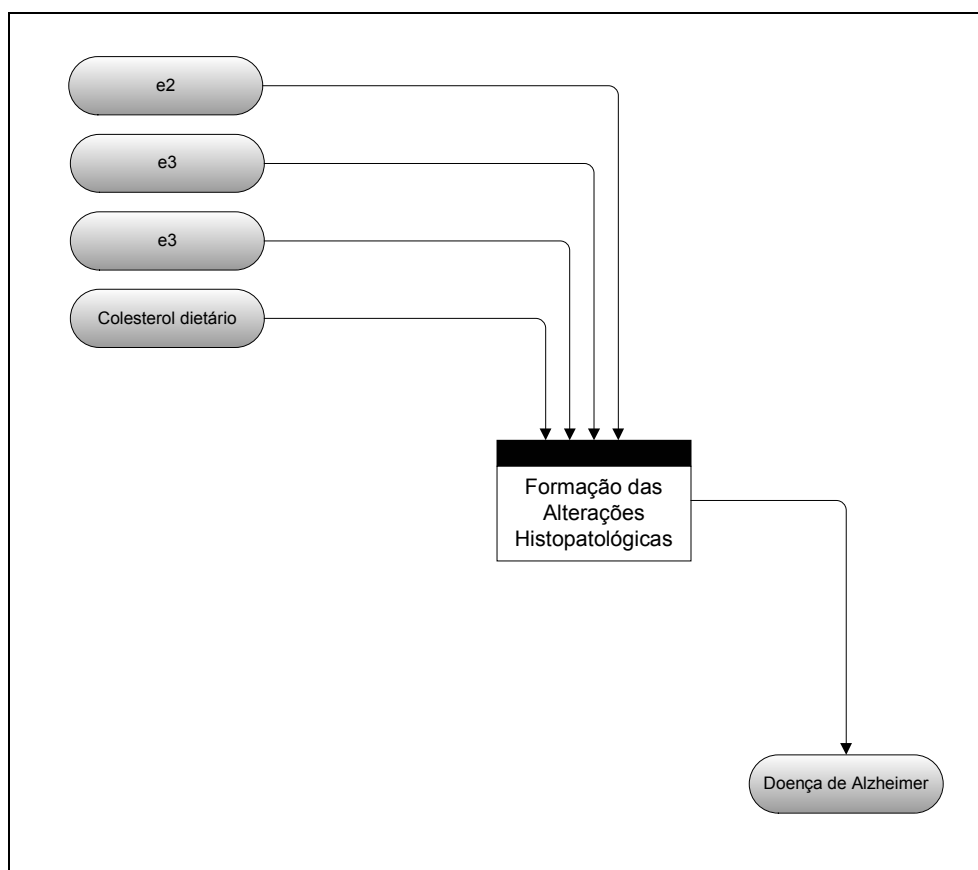 e2
e3
e3
Colesterol dietário
Formação das
Alterações
Histopatológicas
Doença de Alzheimer